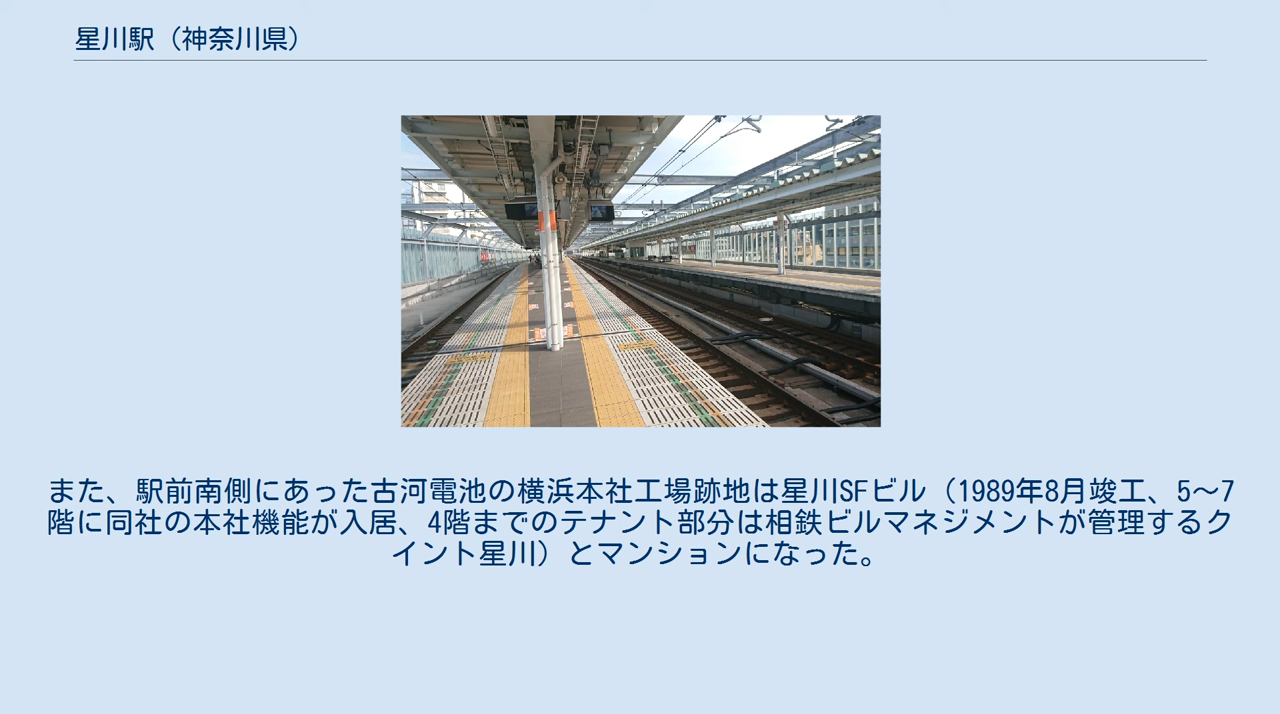 星川駅（神奈川県）
また、駅前南側にあった古河電池の横浜本社工場跡地は星川SFビル（1989年8月竣工、5〜7
階に同社の本社機能が入居、4階までのテナント部分は相鉄ビルマネジメントが管理するク
イント星川）とマンションになった。